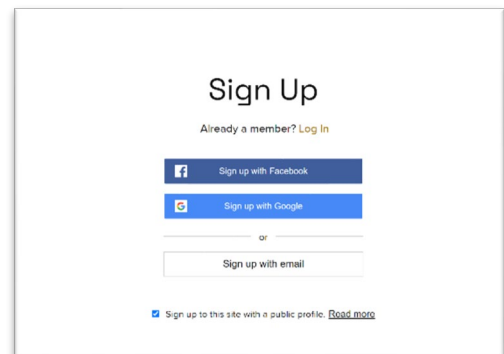 Sign Up
Already a member? Log In
Sign up with Facebook
Sign up with Google
or
Sign up with email
Sign up to this site with a public profile. Read more